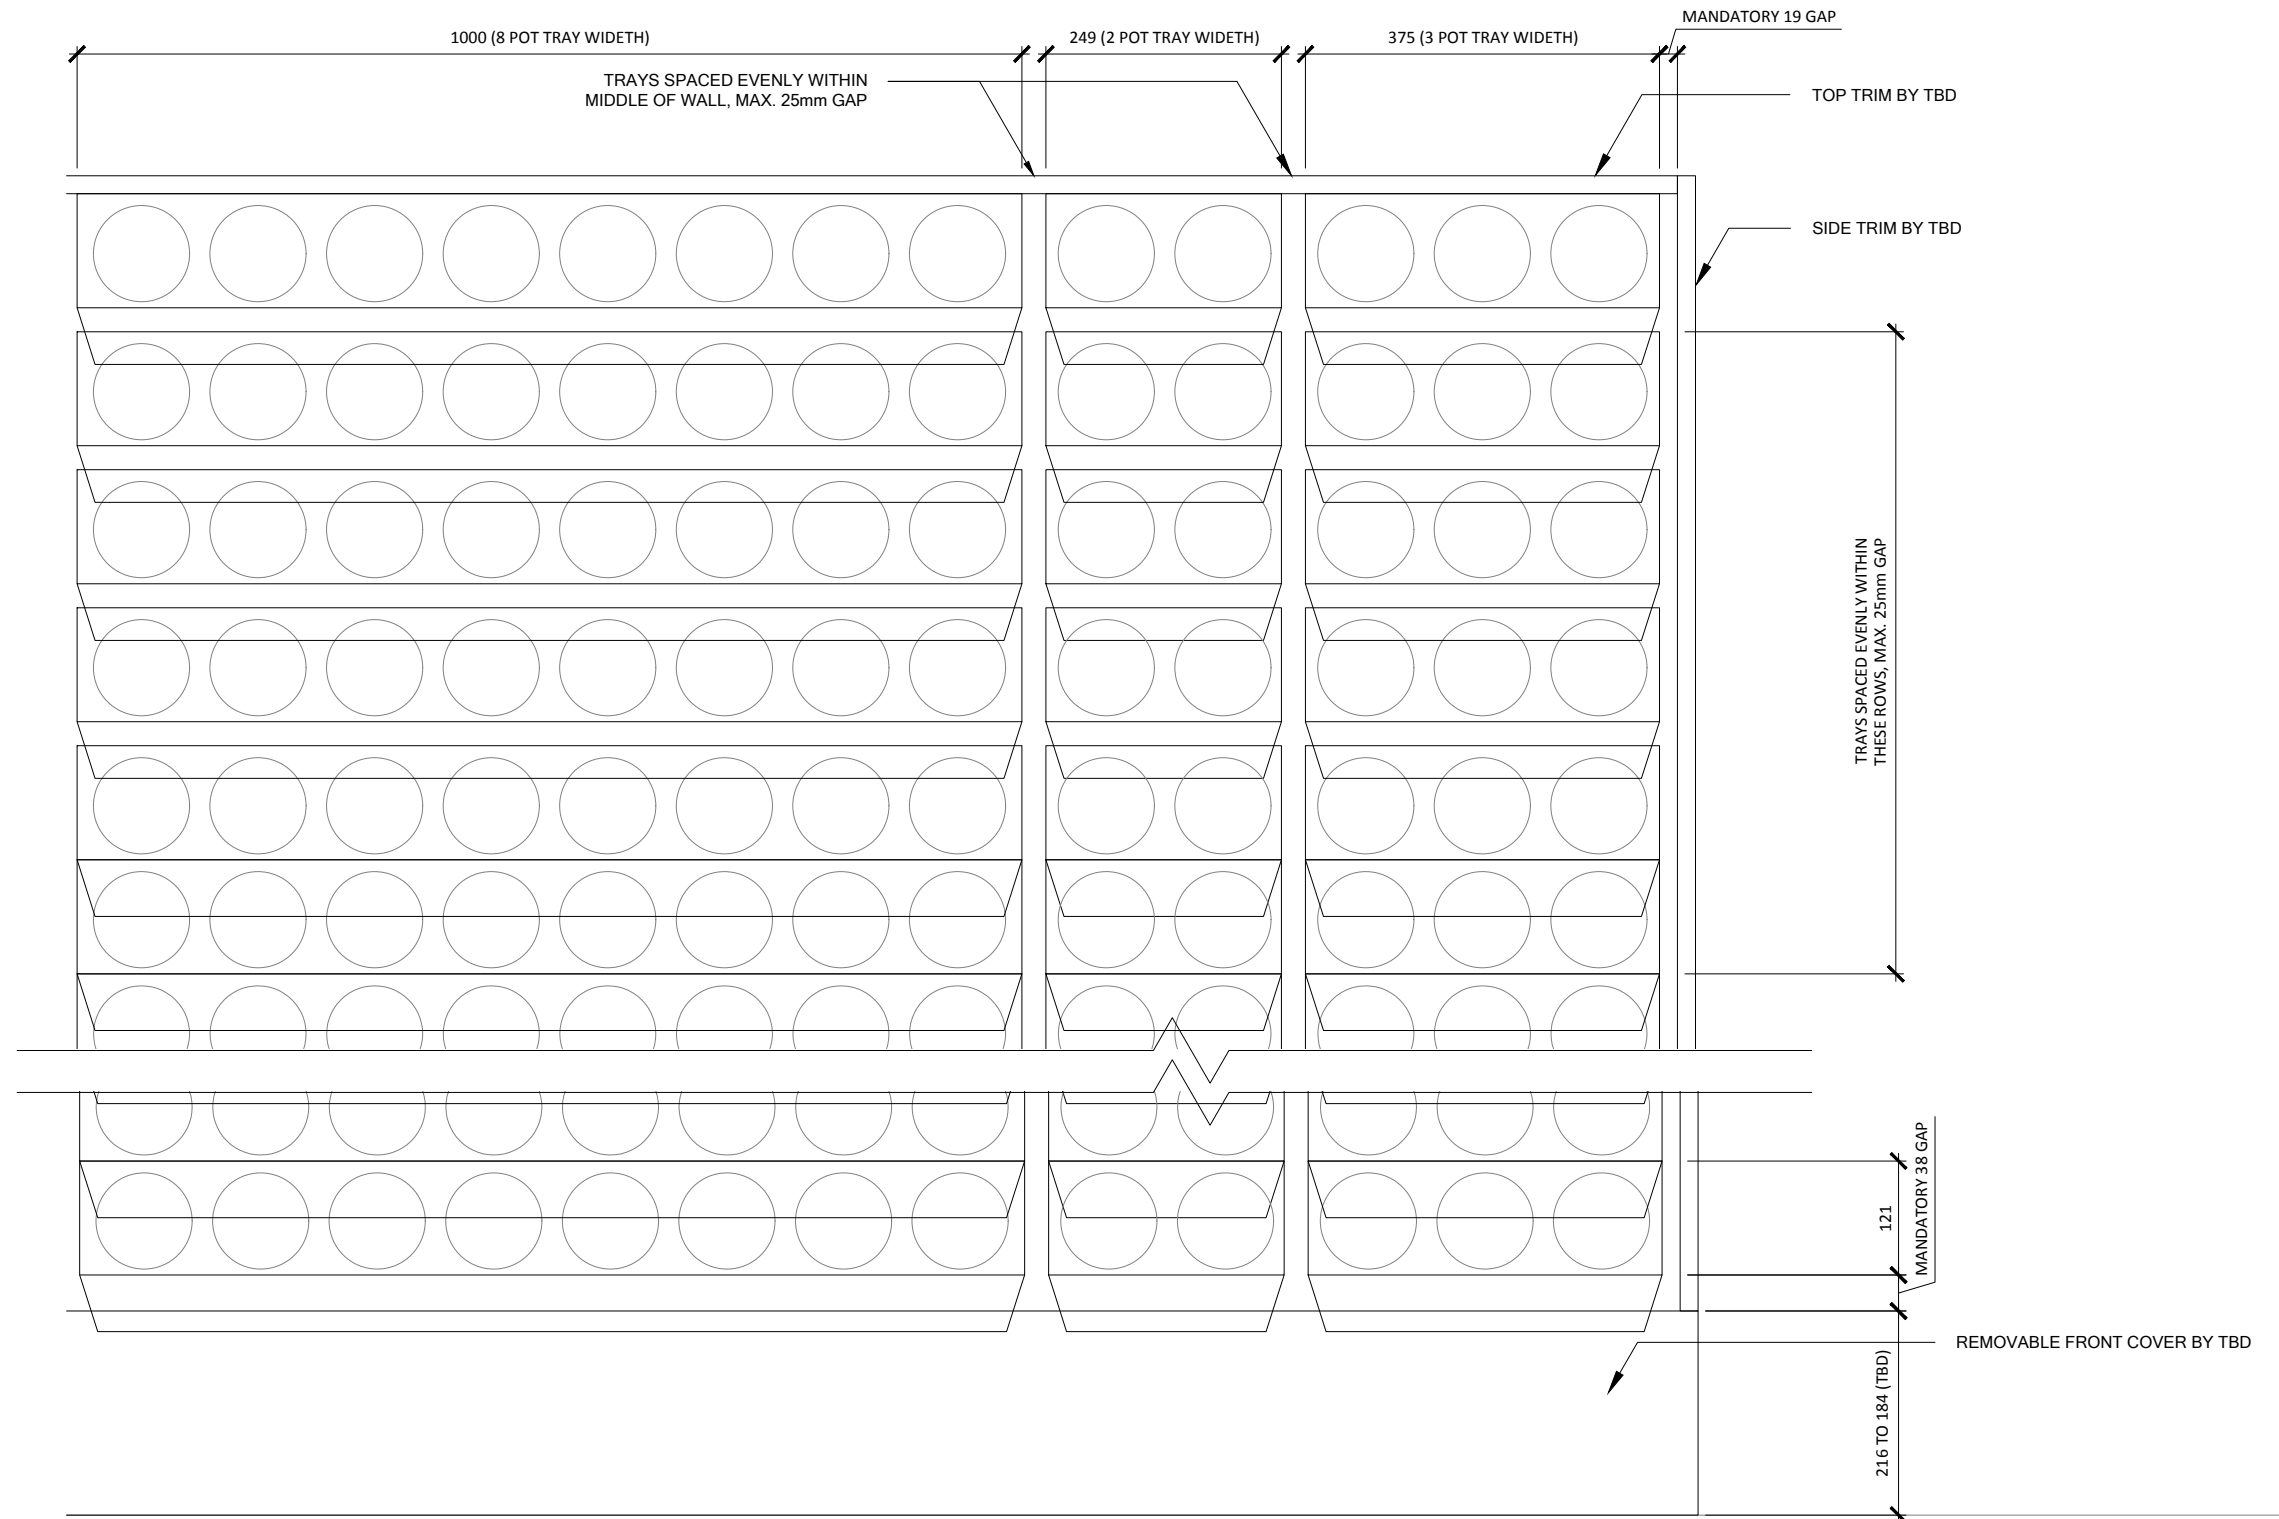 MANDATORY 19 GAP
1000 (8 POT TRAY WIDETH)
249 (2 POT TRAY WIDETH)
375 (3 POT TRAY WIDETH)
TRAYS SPACED EVENLY WITHIN
MIDDLE OF WALL, MAX. 25mm GAP
TOP TRIM BY TBD
SIDE TRIM BY TBD
TRAYS SPACED EVENLY WITHIN
THESE ROWS, MAX. 25mm GAP
MANDATORY 38 GAP
121
REMOVABLE FRONT COVER BY TBD
216 TO 184 (TBD)